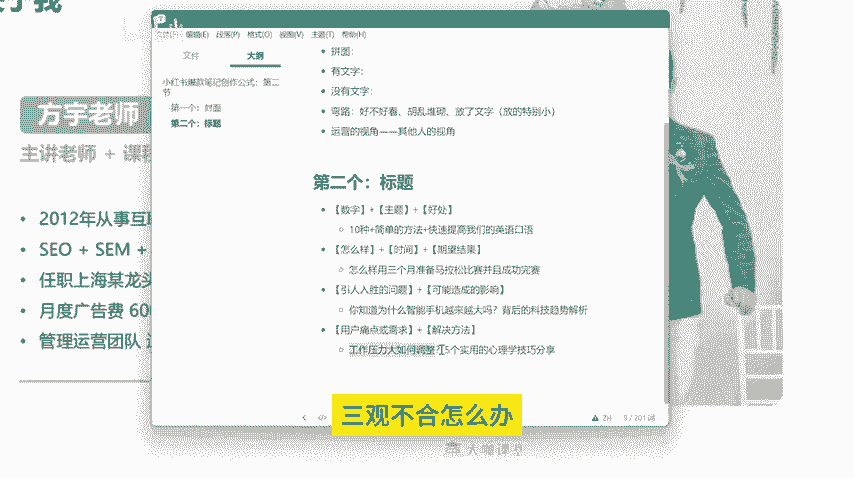 方宇老师
主讲老师 + 课程
2012年从事互联
SEO + SEM +
任职上海某龙头
月度广告费 600
管理运营团队
文件(F) 编辑(E) 段落(P) 格式(O) 视图(V) 主题(T) 帮助(H)
文件 大纲
小红书爆款笔记创作公式：第二
节
第一个：封面
第二个：标题
拼图：
有文字：
没有文字：
弯路：好不好看、胡乱堆砌、放了文字（放的特别小）
运营的视角——其他人的视角
第二个：标题
【数字】+【主题】+【好处】
10种+简单的方法+快速提高我们的英语口语
【怎么样】+【时间】+【期望结果】
怎么样用三个月准备马拉松比赛并且成功完赛
【引人入胜的问题】+【可能造成的影响】
你知道为什么智能手机越来越大吗？背后的科技趋势解析
【用户痛点或需求】+【解决方法】
工作压力大如何调整？5个实用的心理学技巧分享
三观不合怎么办
ZH
9 / 201 词